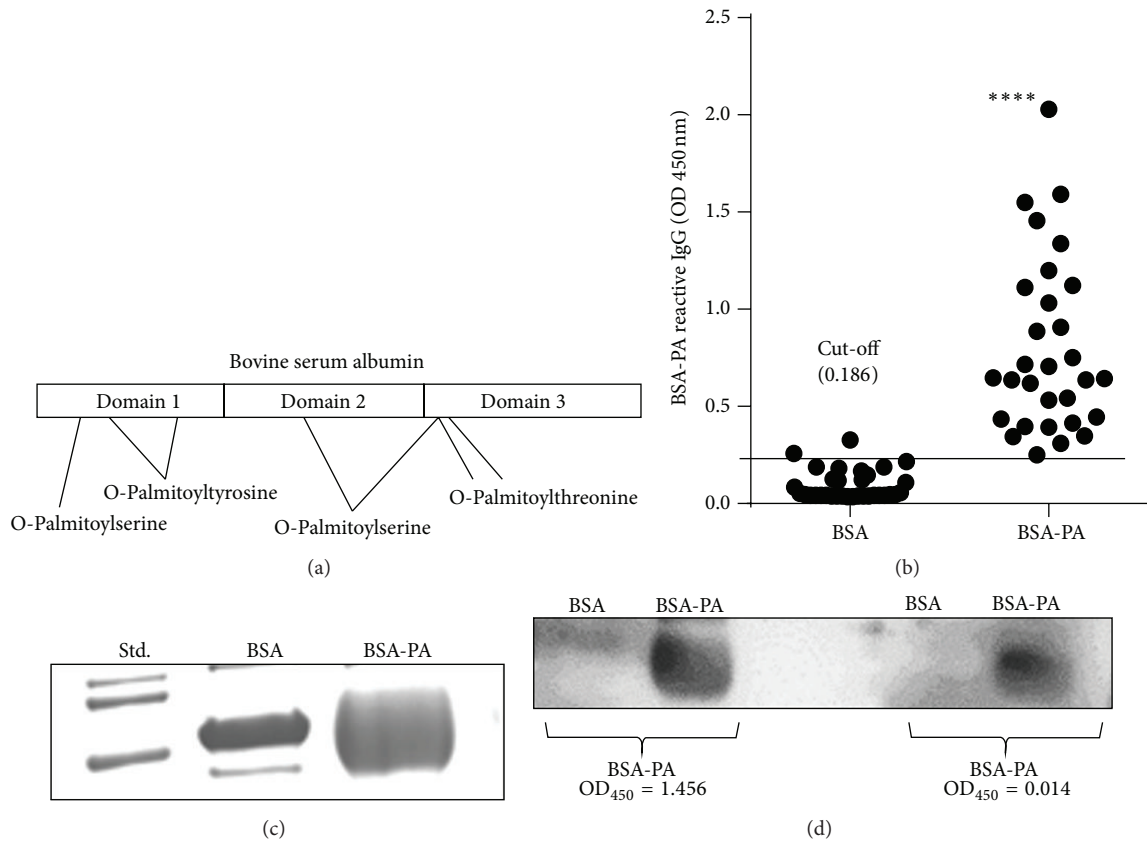 Bovine serum albumin
Domain 1
Domain 2
Domain 3
O-Palmitoyltyrosine
O-Palmitoylthreonine
O-Palmitoylserine
O-Palmitoylserine
(a)
BSA-PA reactive IgG (OD 450 nm)
2.5
2.0
1.5
1.0
0.5
0.0
****
Cut-off
(0.186)
BSA
BSA-PA
(b)
Std.
BSA
BSA-PA
(c)
BSA
BSA-PA
BSA
BSA-PA
BSA-PA
OD450 = 1.456
BSA-PA
OD450 = 0.014
(d)